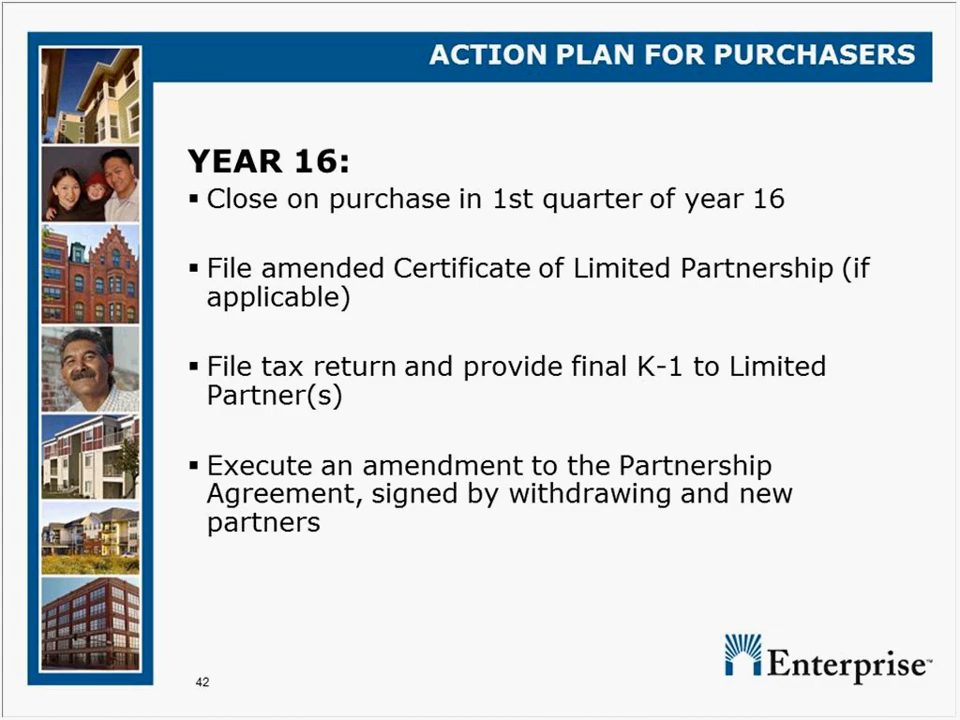 ACTION PLAN FOR PURCHASERS
YEAR 16:
▪ Close on purchase in 1st quarter of year 16
▪ File amended Certificate of Limited Partnership (if
applicable)
▪ File tax return and provide final K-1 to Limited
Partner(s)
▪ Execute an amendment to the Partnership
Agreement, signed by withdrawing and new
partners
Enterprise™
42